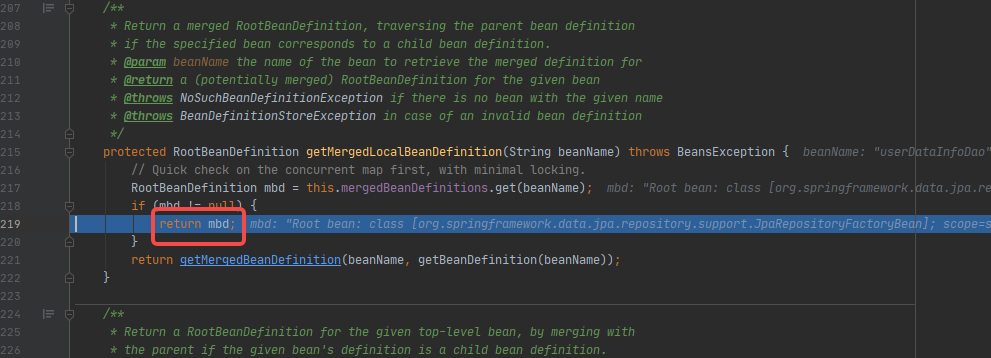 207 /**
208 * Return a merged RootBeanDefinition, traversing the parent bean definition
209 * if the specified bean corresponds to a child bean definition.
210 * @param beanName the name of the bean to retrieve the merged definition for
211 * @return a (potentially merged) RootBeanDefinition for the given bean
212 * @throws NoSuchBeanDefinitionException if there is no bean with the given name
213 * @throws BeanDefinitionStoreException in case of an invalid bean definition
214 */
215 protected RootBeanDefinition getMergedLocalBeanDefinition(String beanName) throws BeansException { beanName: "userDataInfoDao"
216 // Quick check on the concurrent map first, with minimal locking.
217 RootBeanDefinition mbd = this.mergedBeanDefinitions.get(beanName); mbd: "Root bean: class [org.springframework.data.jpa.re
218 if (mbd != null) {
219 return mbd; mbd: "Root bean: class [org.springframework.data.jpa.repository.support.JpaRepositoryFactoryBean]; scope=s
220 }
221 return getMergedBeanDefinition(beanName, getBeanDefinition(beanName));
222 }
223
224 /**
225 * Return a RootBeanDefinition for the given top-level bean, by merging with
226 * the parent if the given bean's definition is a child bean definition.